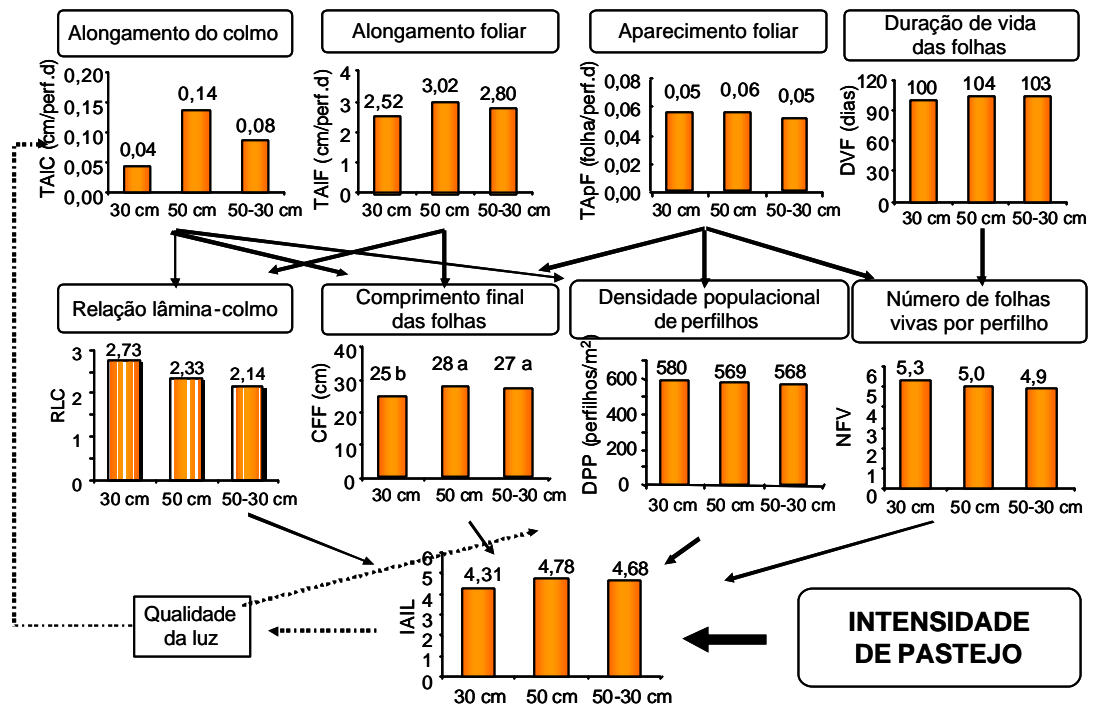 Alongamento do colmo
TAlC (cm/perf.d)
0,20
0,15
0,10
0,05
0,00
0,04
0,14
0,08
30 cm 50 cm 50-30 cm
Alongamento foliar
TAlF (cm/perf.d)
4
3
2
1
0
2,52
3,02
2,80
30 cm 50 cm 50-30 cm
Aparecimento foliar
TApF (folha/perf.d)
0,08
0,06
0,04
0,02
0,00
0,05
0,06
0,05
30 cm 50 cm 50-30 cm
Duração de vida
das folhas
DVF (dias)
120
90
60
30
0
100
104
103
30 cm 50 cm 50-30 cm
Relação lâmina-colmo
RLC
3
2
1
0
2,73
2,33
2,14
30 cm 50 cm 50-30 cm
Comprimento final
das folhas
CFF (cm)
40
30
20
10
0
25 b
28 a
27 a
30 cm 50 cm 50-30 cm
Densidade populacional
de perfilhos
DPP (perfilhos/m²)
600
400
200
0
580
569
568
30 cm 50 cm 50-30 cm
Número de folhas
vivas por perfilho
NFV
6
5
4
3
2
1
0
5,3
5,0
4,9
30 cm 50 cm 50-30 cm
IAIL
6
5
4
3
2
1
0
4,31
4,78
4,68
30 cm 50 cm 50-30 cm
Qualidade
da luz
INTENSIDADE
DE PASTEJO